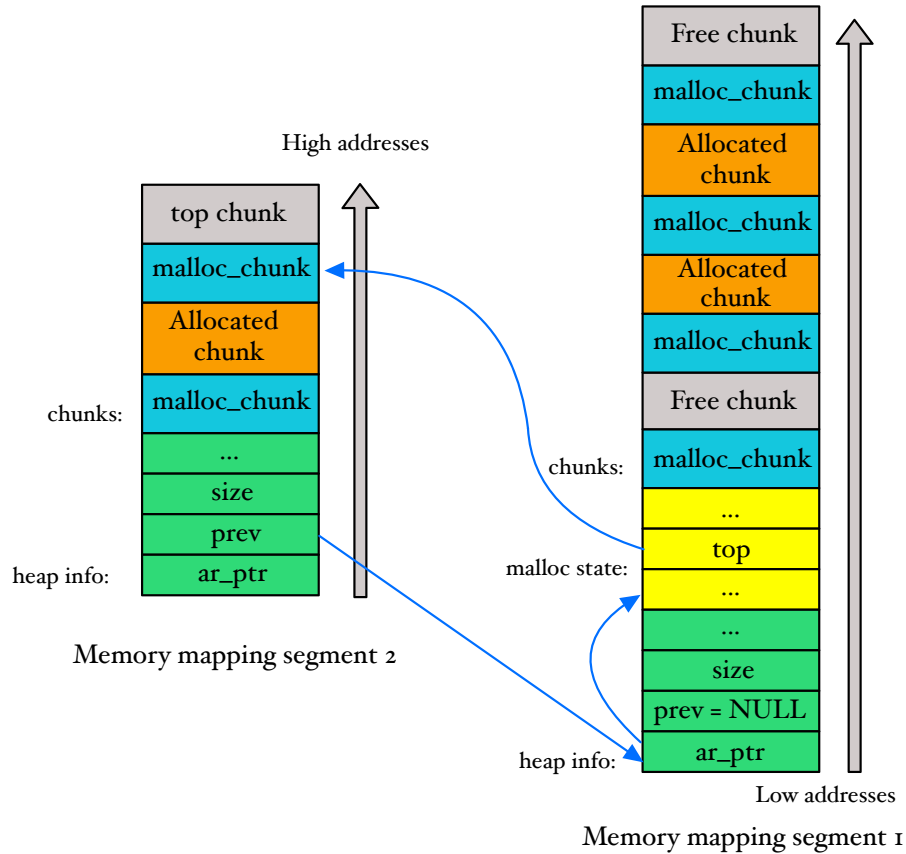 High addresses
top chunk
malloc_chunk
Allocated
chunk
malloc_chunk
chunks:
...
size
prev
heap info:
ar_ptr
Memory mapping segment 2
Free chunk
malloc_chunk
Allocated
chunk
malloc_chunk
Allocated
chunk
malloc_chunk
Free chunk
chunks:
malloc_chunk
...
top
malloc state:
...
...
size
prev = NULL
heap info:
ar_ptr
Low addresses
Memory mapping segment 1